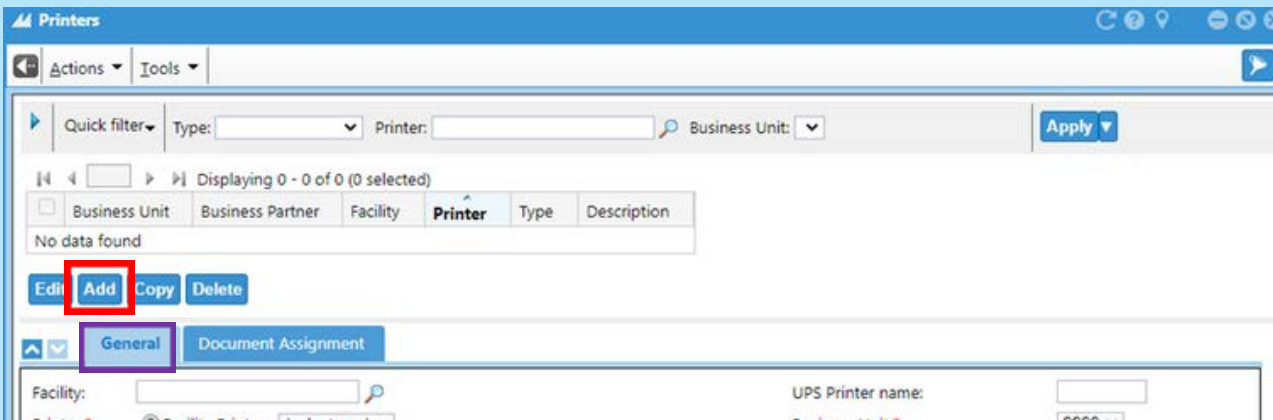 Printers
Actions Tools
Quick filter Type: Printer: Business Unit: Apply
Displaying 0 - 0 of 0 (0 selected)
Business Unit Business Partner Facility Printer Type Description
No data found
Edit Add Copy Delete
General Document Assignment
Facility: UPS Printer name: